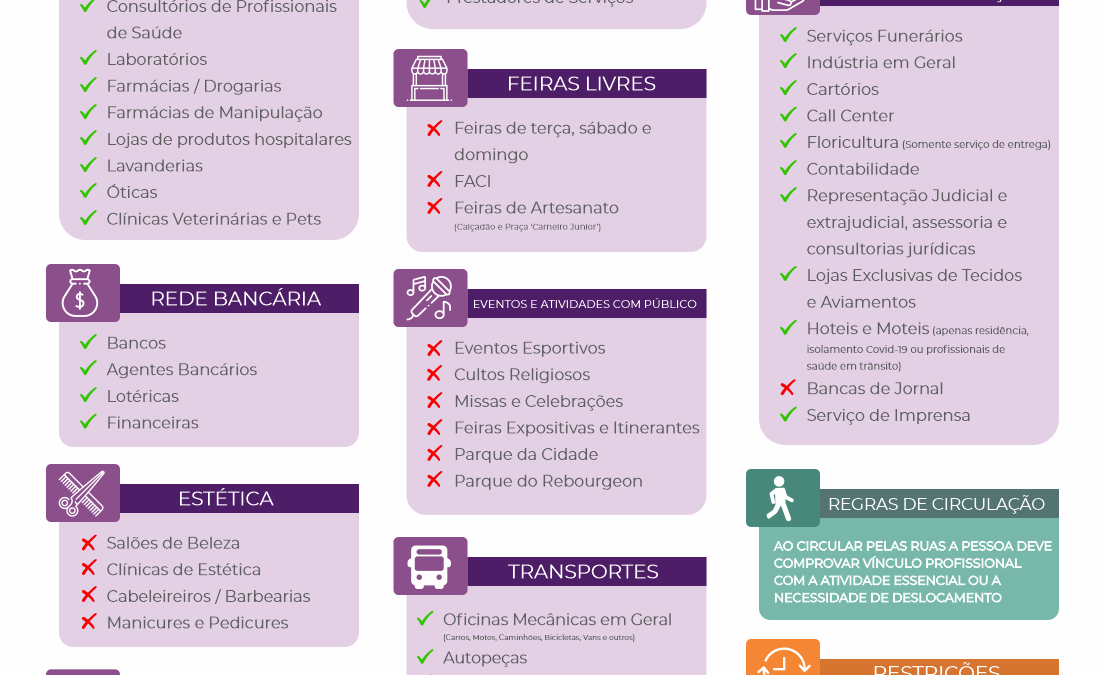 Consultórios de Profissionais
de Saúde
Laboratórios
Farmácias / Drogarias
Farmácias de Manipulação
Lojas de produtos hospitalares
Lavanderias
Óticas
Clínicas Veterinárias e Pets
REDE BANCÁRIA
Bancos
Agentes Bancários
Lotéricas
Financeiras
ESTÉTICA
Salões de Beleza
Clínicas de Estética
Cabeleireiros / Barbearias
Manicures e Pedicures
Prestadores de Serviços
FEIRAS LIVRES
Feiras de terça, sábado e
domingo
FACI
Feiras de Artesanato
(Calçadão e Praça 'Carneiro Junior')
EVENTOS E ATIVIDADES COM PÚBLICO
Eventos Esportivos
Cultos Religiosos
Missas e Celebrações
Feiras Expositivas e Itinerantes
Parque da Cidade
Parque do Rebourgeon
TRANSPORTES
Oficinas Mecânicas em Geral
(Carros, Motos, Caminhões, Bicicletas, Vans e outros)
Autopeças
Serviços Funerários
Indústria em Geral
Cartórios
Call Center
Floricultura (Somente serviço de entrega)
Contabilidade
Representação Judicial e
extrajudicial, assessoria e
consultorias jurídicas
Lojas Exclusivas de Tecidos
e Aviamentos
Hoteis e Moteis (apenas residência,
isolamento Covid-19 ou profissionais de
saúde em trânsito)
Bancas de Jornal
Serviço de Imprensa
REGRAS DE CIRCULAÇÃO
AO CIRCULAR PELAS RUAS A PESSOA DEVE
COMPROVAR VÍNCULO PROFISSIONAL
COM A ATIVIDADE ESSENCIAL OU A
NECESSIDADE DE DESLOCAMENTO
RESTRIÇÕES